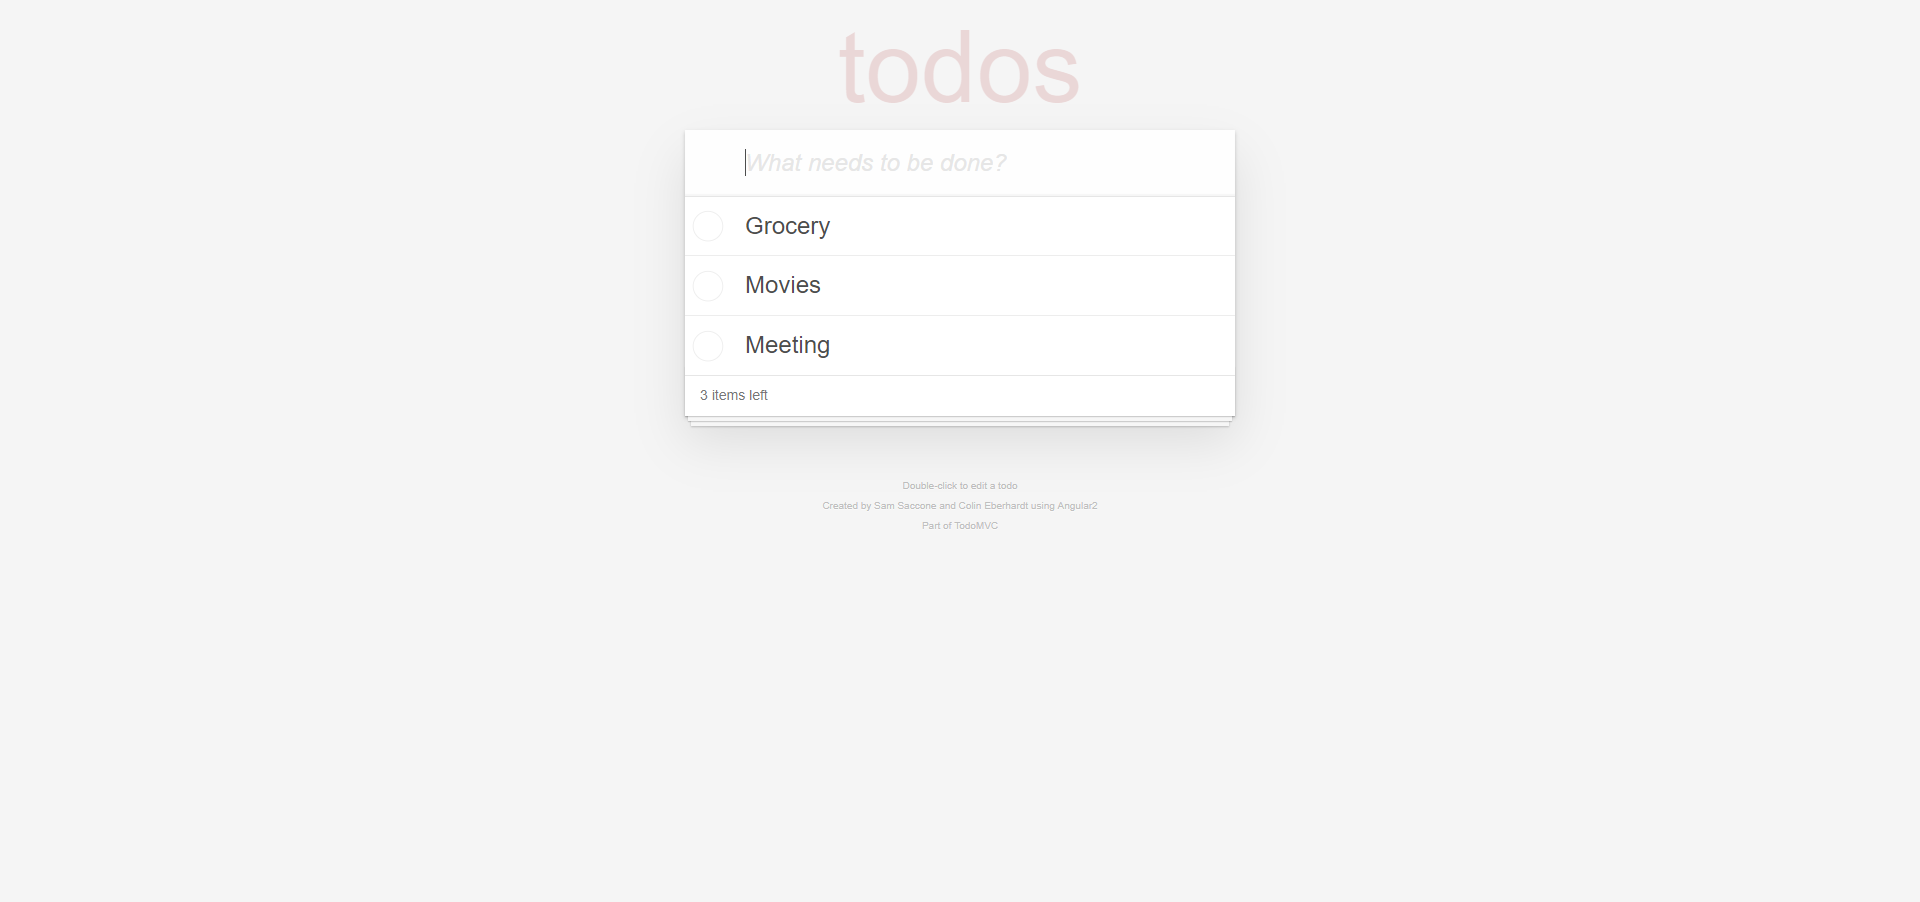 todos
What needs to be done?
Grocery
Movies
Meeting
3 items left
Double-click to edit a todo
Created by Sam Saccone and Colin Eberhardt using Angular2
Part of TodoMVC